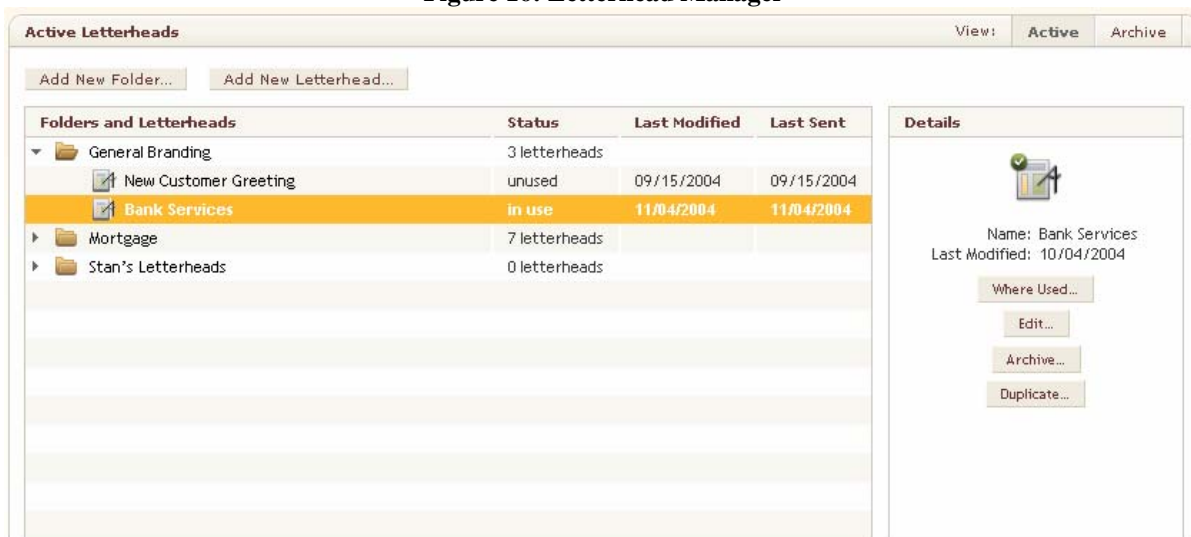 Figure 18: Letterhead Manager
Active Letterheads View: Active Archive
Add New Folder... Add New Letterhead...
Folders and Letterheads Status Last Modified Last Sent Details
General Branding 3 letterheads
New Customer Greeting unused 09/15/2004 09/15/2004
Bank Services in use 11/04/2004 11/04/2004
Mortgage 7 letterheads
Stan's Letterheads 0 letterheads
Name: Bank Services
Last Modified: 10/04/2004
Where Used...
Edit...
Archive...
Duplicate...